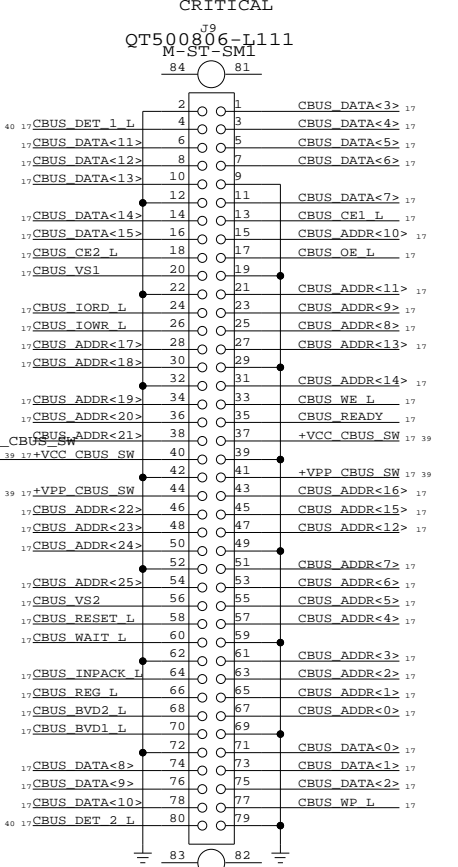 CRITICAL
J9
QT500806-L111
M-ST-SM1
84 81
2 1 CBUS_DATA<3> 17
40 17 CBUS_DET_1_L 4 3 CBUS_DATA<4> 17
17 CBUS_DATA<11> 6 5 CBUS_DATA<5> 17
17 CBUS_DATA<12> 8 7 CBUS_DATA<6> 17
17 CBUS_DATA<13> 10 9
12 11 CBUS_DATA<7> 17
17 CBUS_DATA<14> 14 13 CBUS_CE1_L 17
17 CBUS_DATA<15> 16 15 CBUS_ADDR<10> 17
17 CBUS_CE2_L 18 17 CBUS_OE_L 17
17 CBUS_VS1 20 19
22 21 CBUS_ADDR<11> 17
17 CBUS_IORD_L 24 23 CBUS_ADDR<9> 17
17 CBUS_IOWR_L 26 25 CBUS_ADDR<8> 17
17 CBUS_ADDR<17> 28 27 CBUS_ADDR<13> 17
17 CBUS_ADDR<18> 30 29
32 31 CBUS_ADDR<14> 17
17 CBUS_ADDR<19> 34 33 CBUS_WE_L 17
17 CBUS_ADDR<20> 36 35 CBUS_READY 17
_CBUS_SW CBUS_ADDR<21> 38 37 +VCC_CBUS_SW 17 39
39 17 +VCC_CBUS_SW 40 39
42 41 +VPP_CBUS_SW 17 39
39 17 +VPP_CBUS_SW 44 43 CBUS_ADDR<16> 17
17 CBUS_ADDR<22> 46 45 CBUS_ADDR<15> 17
17 CBUS_ADDR<23> 48 47 CBUS_ADDR<12> 17
17 CBUS_ADDR<24> 50 49
52 51 CBUS_ADDR<7> 17
17 CBUS_ADDR<25> 54 53 CBUS_ADDR<6> 17
17 CBUS_VS2 56 55 CBUS_ADDR<5> 17
17 CBUS_RESET_L 58 57 CBUS_ADDR<4> 17
17 CBUS_WAIT_L 60 59
62 61 CBUS_ADDR<3> 17
17 CBUS_INPACK_L 64 63 CBUS_ADDR<2> 17
17 CBUS_REG_L 66 65 CBUS_ADDR<1> 17
17 CBUS_BVD2_L 68 67 CBUS_ADDR<0> 17
17 CBUS_BVD1_L 70 69
72 71 CBUS_DATA<0> 17
17 CBUS_DATA<8> 74 73 CBUS_DATA<1> 17
17 CBUS_DATA<9> 76 75 CBUS_DATA<2> 17
17 CBUS_DATA<10> 78 77 CBUS_WP_L 17
40 17 CBUS_DET_2_L 80 79
83 82